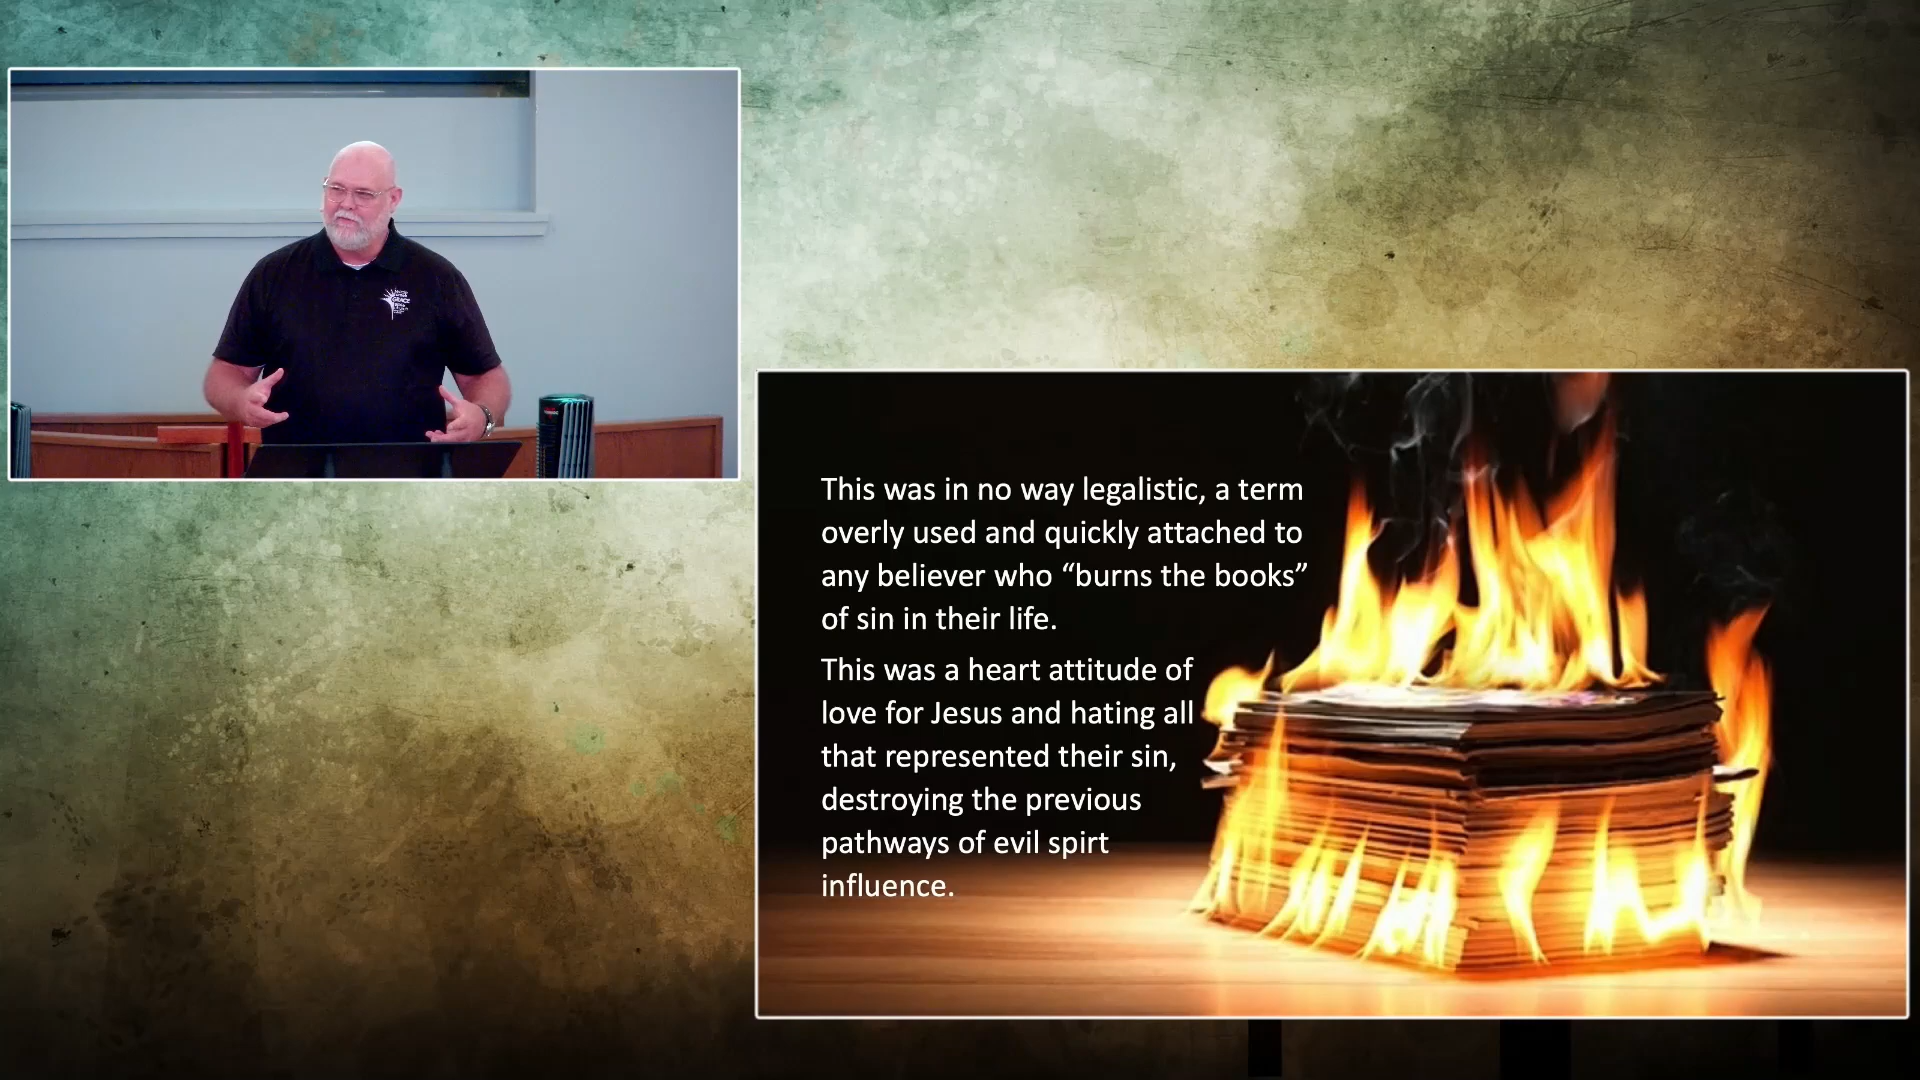 GRACE
This was in no way legalistic, a term
overly used and quickly attached to
any believer who “burns the books”
of sin in their life.
This was a heart attitude of
love for Jesus and hating all
that represented their sin,
destroying the previous
pathways of evil spirt
influence.